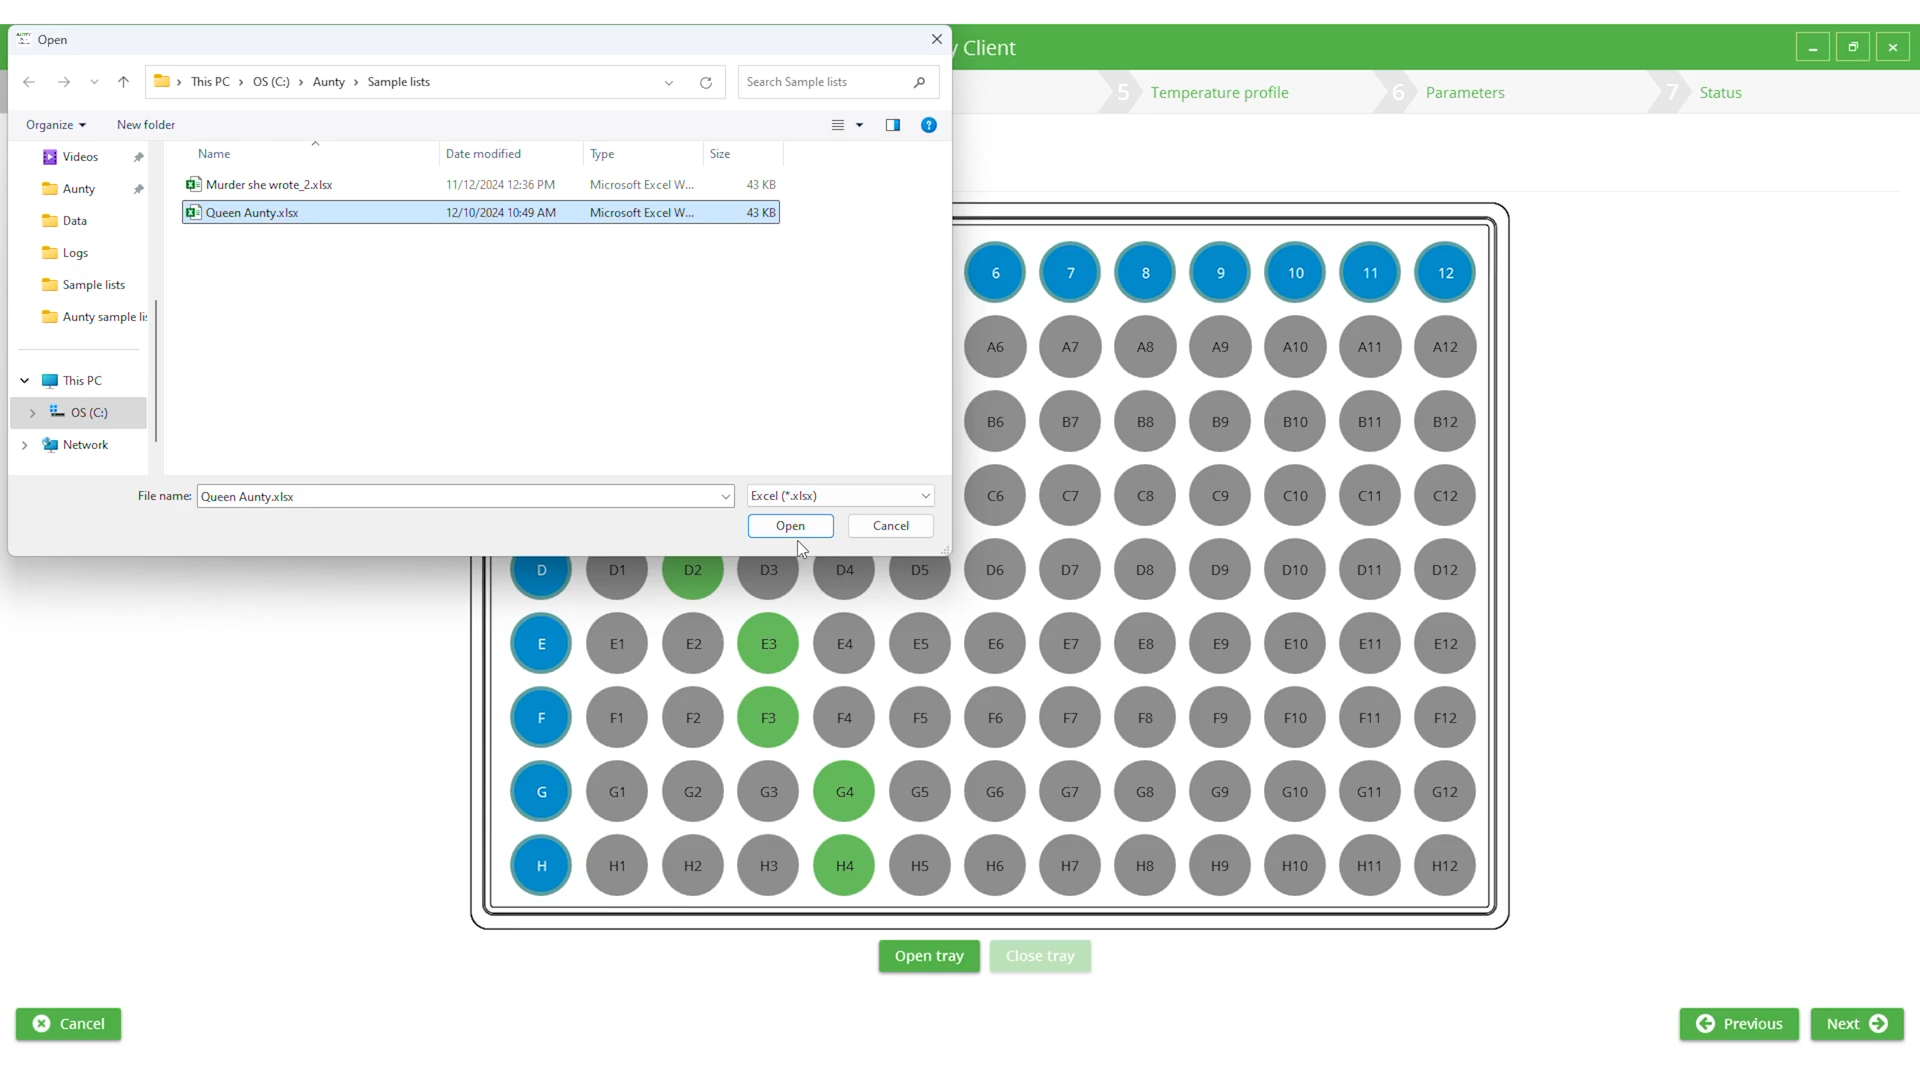 Open
y Client
This PC > OS (C:) > Aunty > Sample lists
Search Sample lists
5 Temperature profile
6 Parameters
7 Status
Organize
New folder
Name
Date modified
Type
Size
Videos
Aunty
Data
Logs
Sample lists
Aunty sample lis
This PC
OS (C:)
Network
Murder she wrote_2.xlsx 11/12/2024 12:36 PM Microsoft Excel W... 43 KB
Queen Aunty.xlsx 12/10/2024 10:49 AM Microsoft Excel W... 43 KB
File name: Queen Aunty.xlsx
Excel (*.xlsx)
Open
Cancel
6 7 8 9 10 11 12
A6 A7 A8 A9 A10 A11 A12
B6 B7 B8 B9 B10 B11 B12
C6 C7 C8 C9 C10 C11 C12
D D1 D2 D3 D4 D5 D6 D7 D8 D9 D10 D11 D12
E E1 E2 E3 E4 E5 E6 E7 E8 E9 E10 E11 E12
F F1 F2 F3 F4 F5 F6 F7 F8 F9 F10 F11 F12
G G1 G2 G3 G4 G5 G6 G7 G8 G9 G10 G11 G12
H H1 H2 H3 H4 H5 H6 H7 H8 H9 H10 H11 H12
Open tray
Close tray
Cancel
Previous
Next